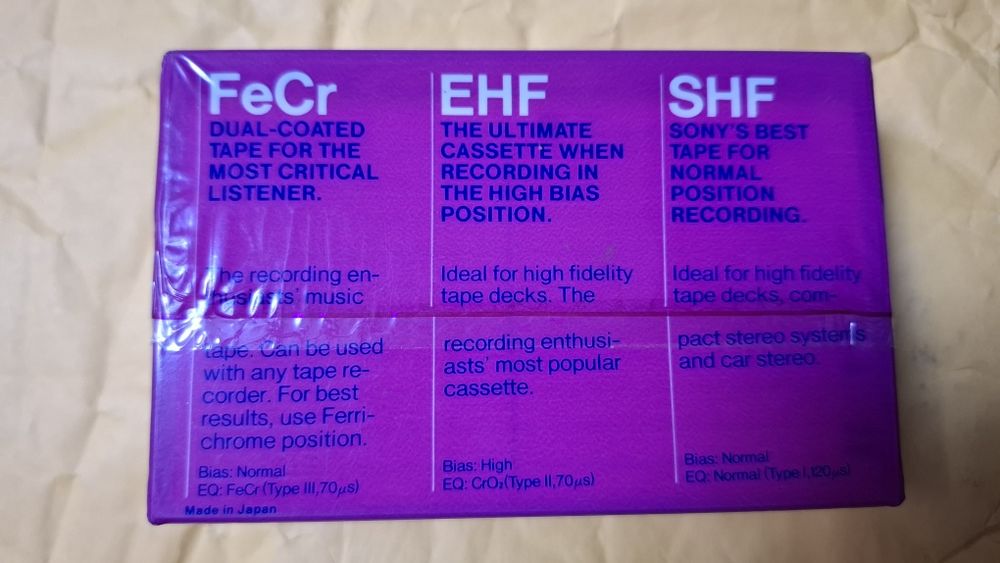 FeCr
DUAL-COATED
TAPE FOR THE
MOST CRITICAL
LISTENER.
The recording en-
thusiasts' music
tape. Can be used
with any tape re-
corder. For best
results, use Ferri-
chrome position.
Bias: Normal
EQ: FeCr (Type III, 70μs)
Made in Japan
EHF
THE ULTIMATE
CASSETTE WHEN
RECORDING IN
THE HIGH BIAS
POSITION.
Ideal for high fidelity
tape decks. The
recording enthusi-
asts' most popular
cassette.
Bias: High
EQ: CrO₂ (Type II, 70μs)
SHF
SONY'S BEST
TAPE FOR
NORMAL
POSITION
RECORDING.
Ideal for high fidelity
tape decks, com-
pact stereo systems
and car stereo.
Bias: Normal
EQ: Normal (Type I, 120μs)